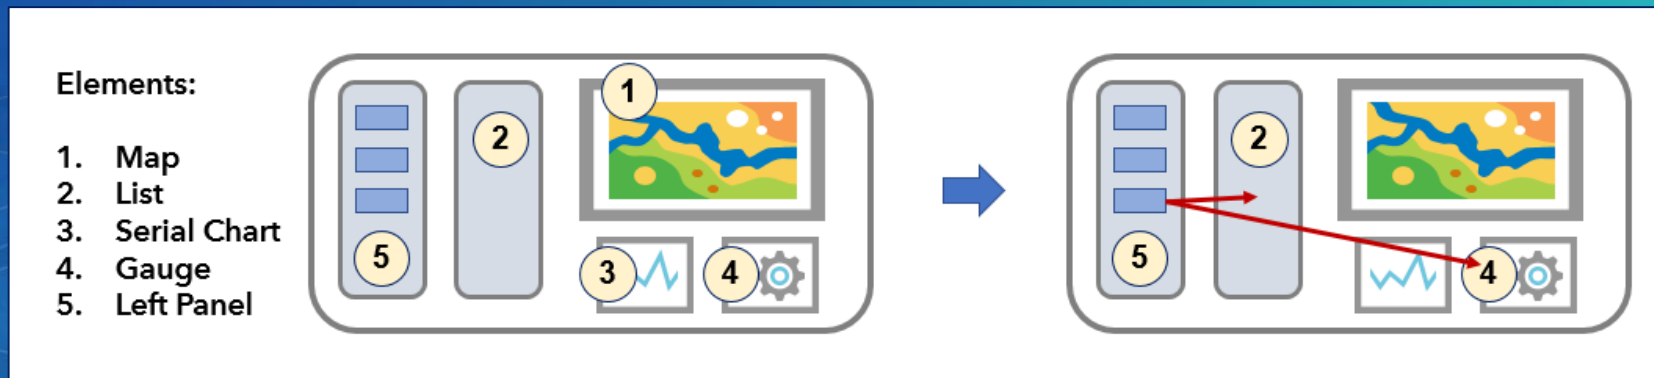 Elements:
1. Map
2. List
3. Serial Chart
4. Gauge
5. Left Panel
1
2
5
3
4
2
5
4